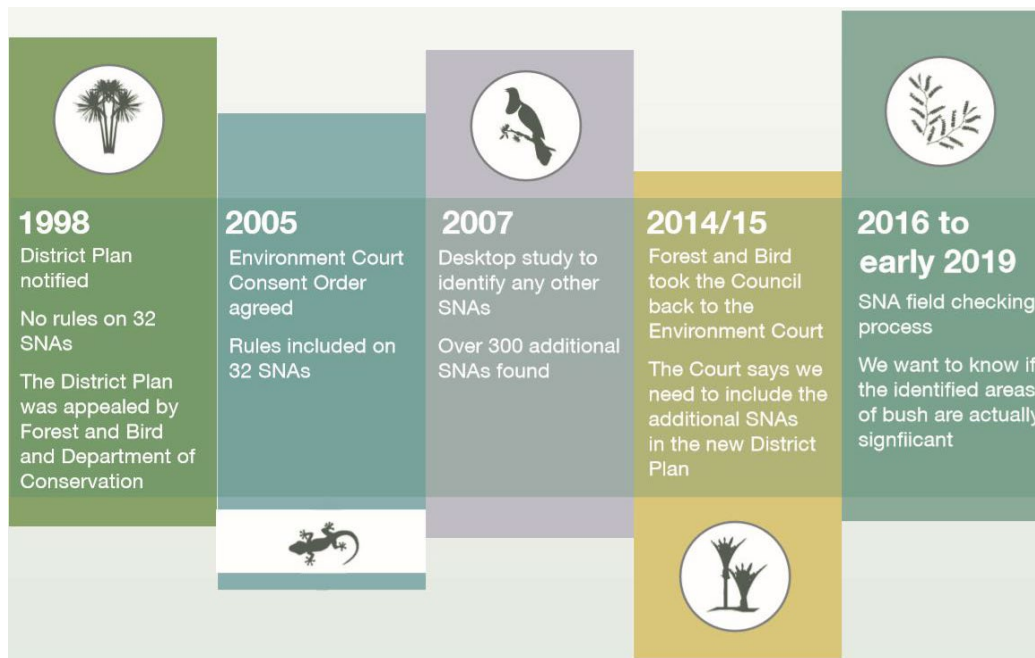 1998
District Plan
notified
No rules on 32
SNAs
The District Plan
was appealed by
Forest and Bird
and Department of
Conservation
2005
Environment Court
Consent Order
agreed
Rules included on
32 SNAs
2007
Desktop study to
identify any other
SNAs
Over 300 additional
SNAs found
2014/15
Forest and Bird
took the Council
back to the
Environment Court
The Court says we
need to include the
additional SNAs
in the new District
Plan
2016 to
early 2019
SNA field checking
process
We want to know if
the identified areas
of bush are actually
signfiicant